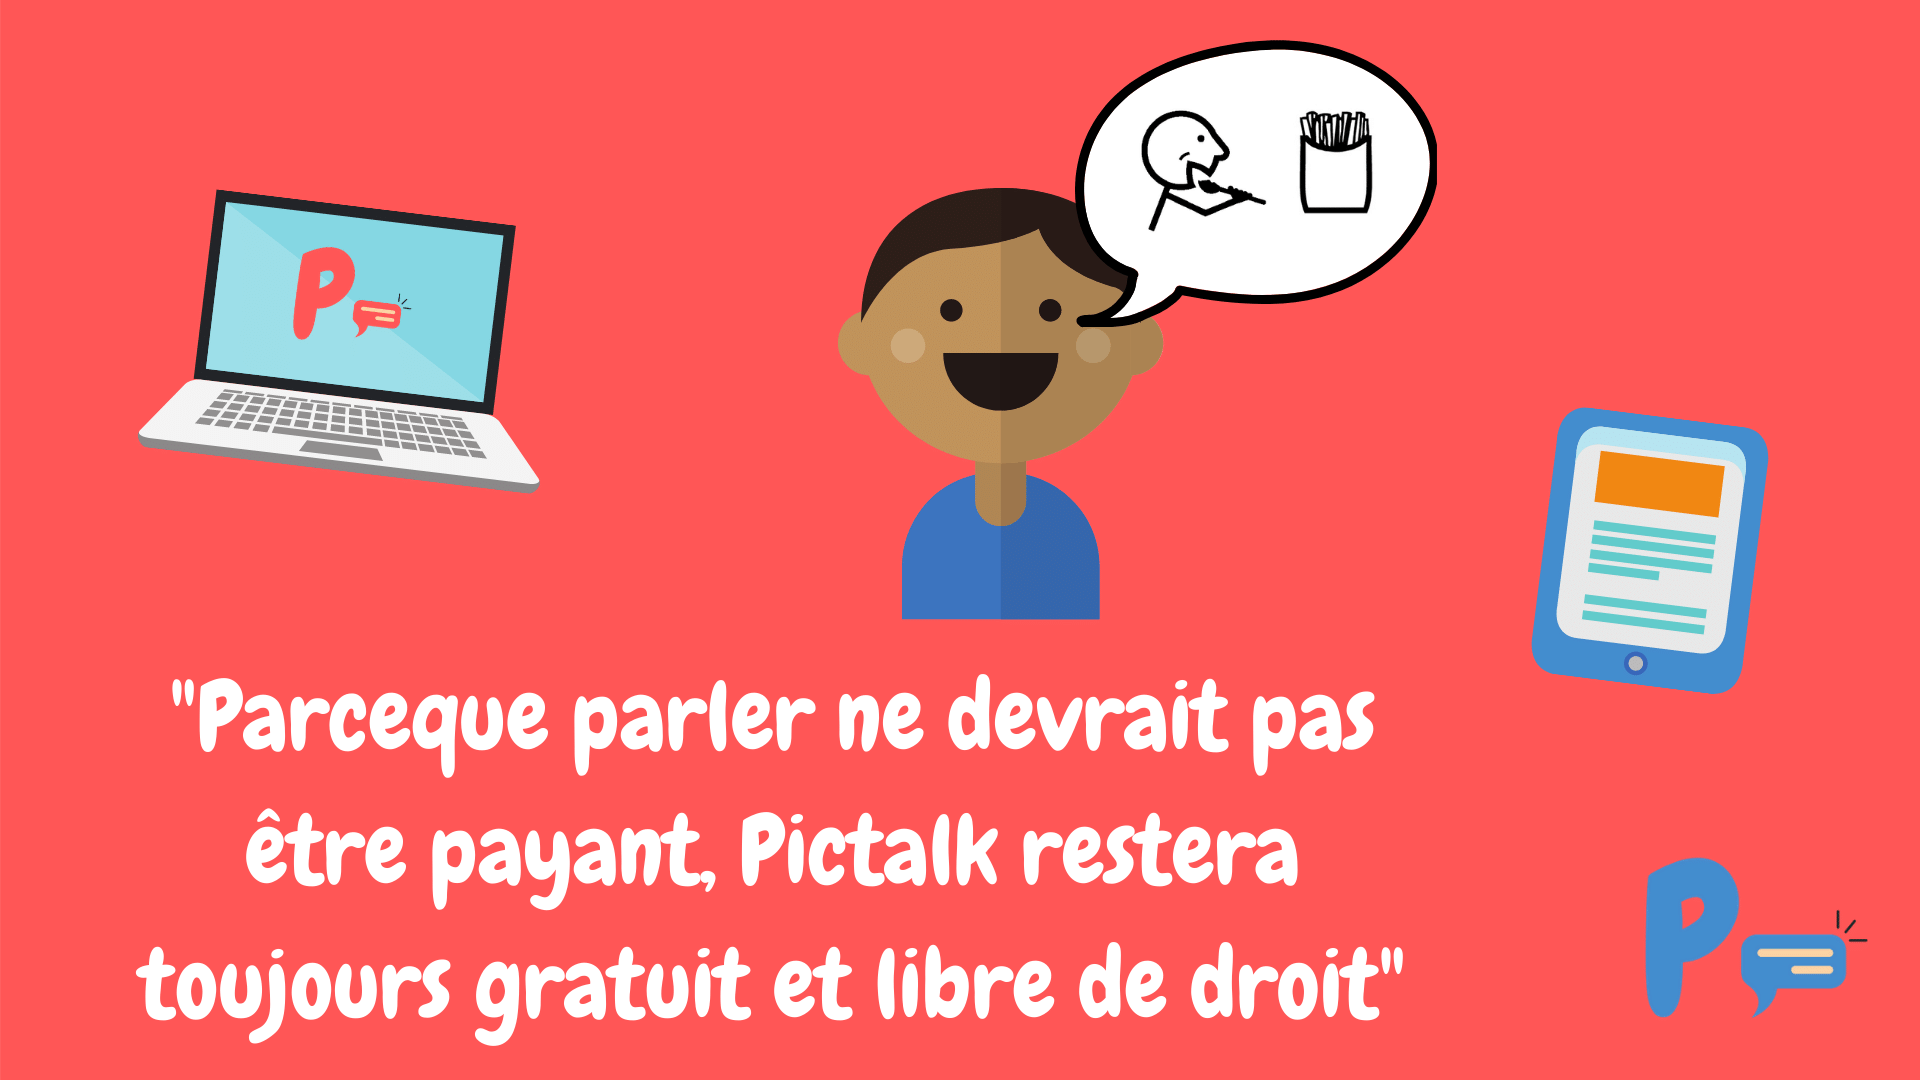 P
"Parceque parler ne devrait pas
être payant, Pictalk restera
toujours gratuit et libre de droit"
P